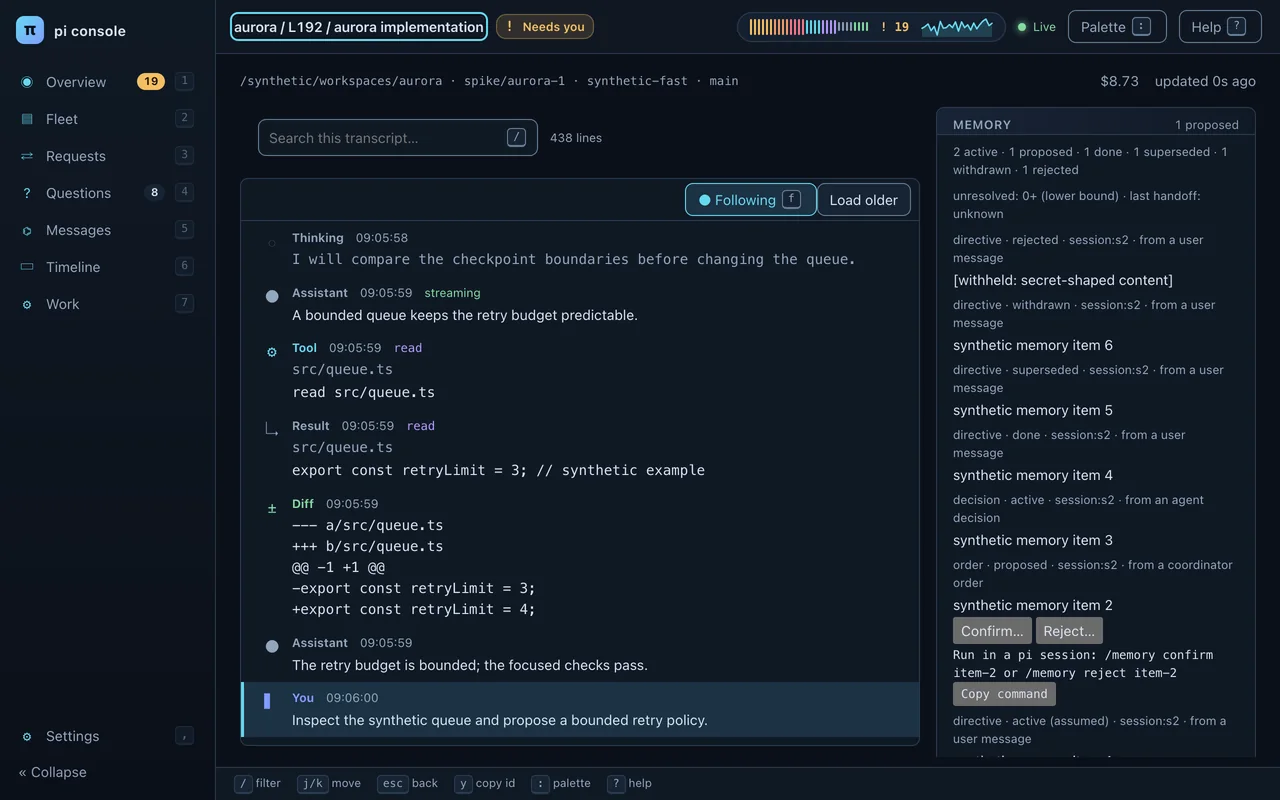 π pi console
Overview 19 1
Fleet 2
Requests 3
? Questions 8 4
Messages 5
Timeline 6
Work 7
Settings ,
« Collapse
aurora / L192 / aurora implementation
! Needs you
! 19
Live
Palette :
Help ?
/synthetic/workspaces/aurora · spike/aurora-1 · synthetic-fast · main
$8.73 updated 0s ago
Search this transcript... /
438 lines
Following f
Load older
Thinking 09:05:58
I will compare the checkpoint boundaries before changing the queue.
Assistant 09:05:59 streaming
A bounded queue keeps the retry budget predictable.
Tool 09:05:59 read
src/queue.ts
read src/queue.ts
Result 09:05:59 read
src/queue.ts
export const retryLimit = 3; // synthetic example
± Diff 09:05:59
--- a/src/queue.ts
+++ b/src/queue.ts
@@ -1 +1 @@
-export const retryLimit = 3;
+export const retryLimit = 4;
Assistant 09:05:59
The retry budget is bounded; the focused checks pass.
You 09:06:00
Inspect the synthetic queue and propose a bounded retry policy.
MEMORY 1 proposed
2 active · 1 proposed · 1 done · 1 superseded · 1
withdrawn · 1 rejected
unresolved: 0+ (lower bound) · last handoff:
unknown
directive · rejected · session:s2 · from a user
message
[withheld: secret-shaped content]
directive · withdrawn · session:s2 · from a user
message
synthetic memory item 6
directive · superseded · session:s2 · from a user
message
synthetic memory item 5
directive · done · session:s2 · from a user
message
synthetic memory item 4
decision · active · session:s2 · from an agent
decision
synthetic memory item 3
order · proposed · session:s2 · from a coordinator
order
synthetic memory item 2
Confirm... Reject...
Run in a pi session: /memory confirm
item-2 or /memory reject item-2
Copy command
directive · active (assumed) · session:s2 · from a
user message
/ filter j/k move esc back y copy id : palette ? help